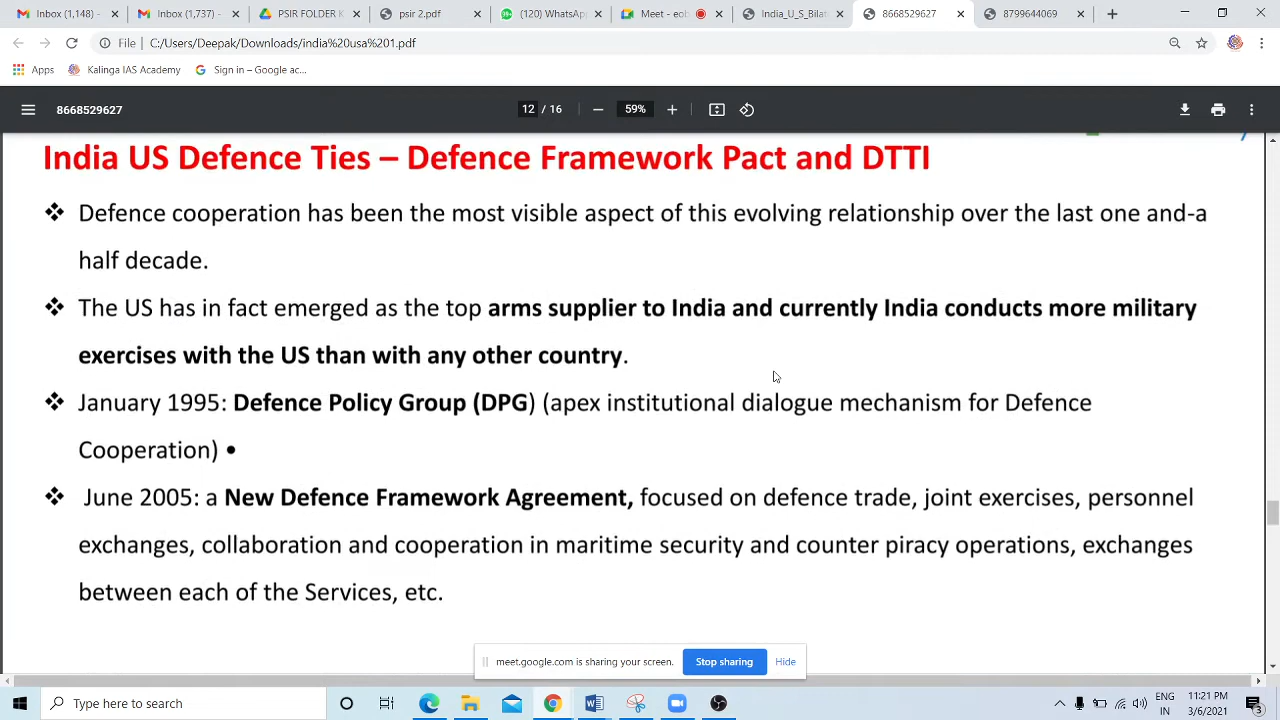 Inbox (1,748) -
Inbox (1,737) -
PSIR FOLDER K
psir 2.pdf
(120) WhatsApp
Meet - eob
India_U_S_Bilat
8668529627
8799644069
File | C:/Users/Deepak/Downloads/india%20usa%201.pdf
Apps
Kalinga IAS Academy
Sign in – Google ac...
8668529627
12 / 16
59%
India US Defence Ties – Defence Framework Pact and DTTI
Defence cooperation has been the most visible aspect of this evolving relationship over the last one and-a
half decade.
The US has in fact emerged as the top arms supplier to India and currently India conducts more military
exercises with the US than with any other country.
January 1995: Defence Policy Group (DPG) (apex institutional dialogue mechanism for Defence
Cooperation) •
June 2005: a New Defence Framework Agreement, focused on defence trade, joint exercises, personnel
exchanges, collaboration and cooperation in maritime security and counter piracy operations, exchanges
between each of the Services, etc.
meet.google.com is sharing your screen.
Stop sharing
Hide
Type here to search
ENG
IN
11:21 PM
3/6/2021
3